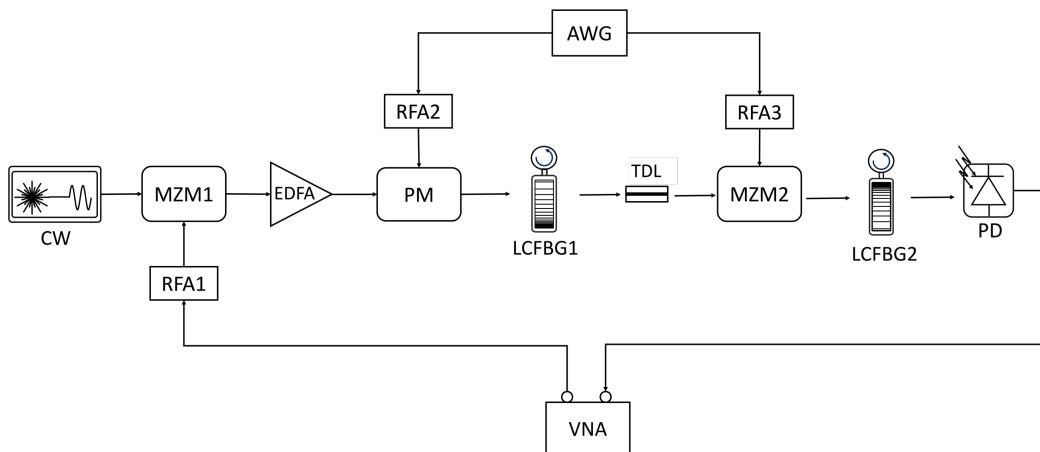 AWG
RFA2
RFA3
TDL
MZM1
EDFA
PM
MZM2
CW
LCFBG1
LCFBG2
PD
RFA1
VNA